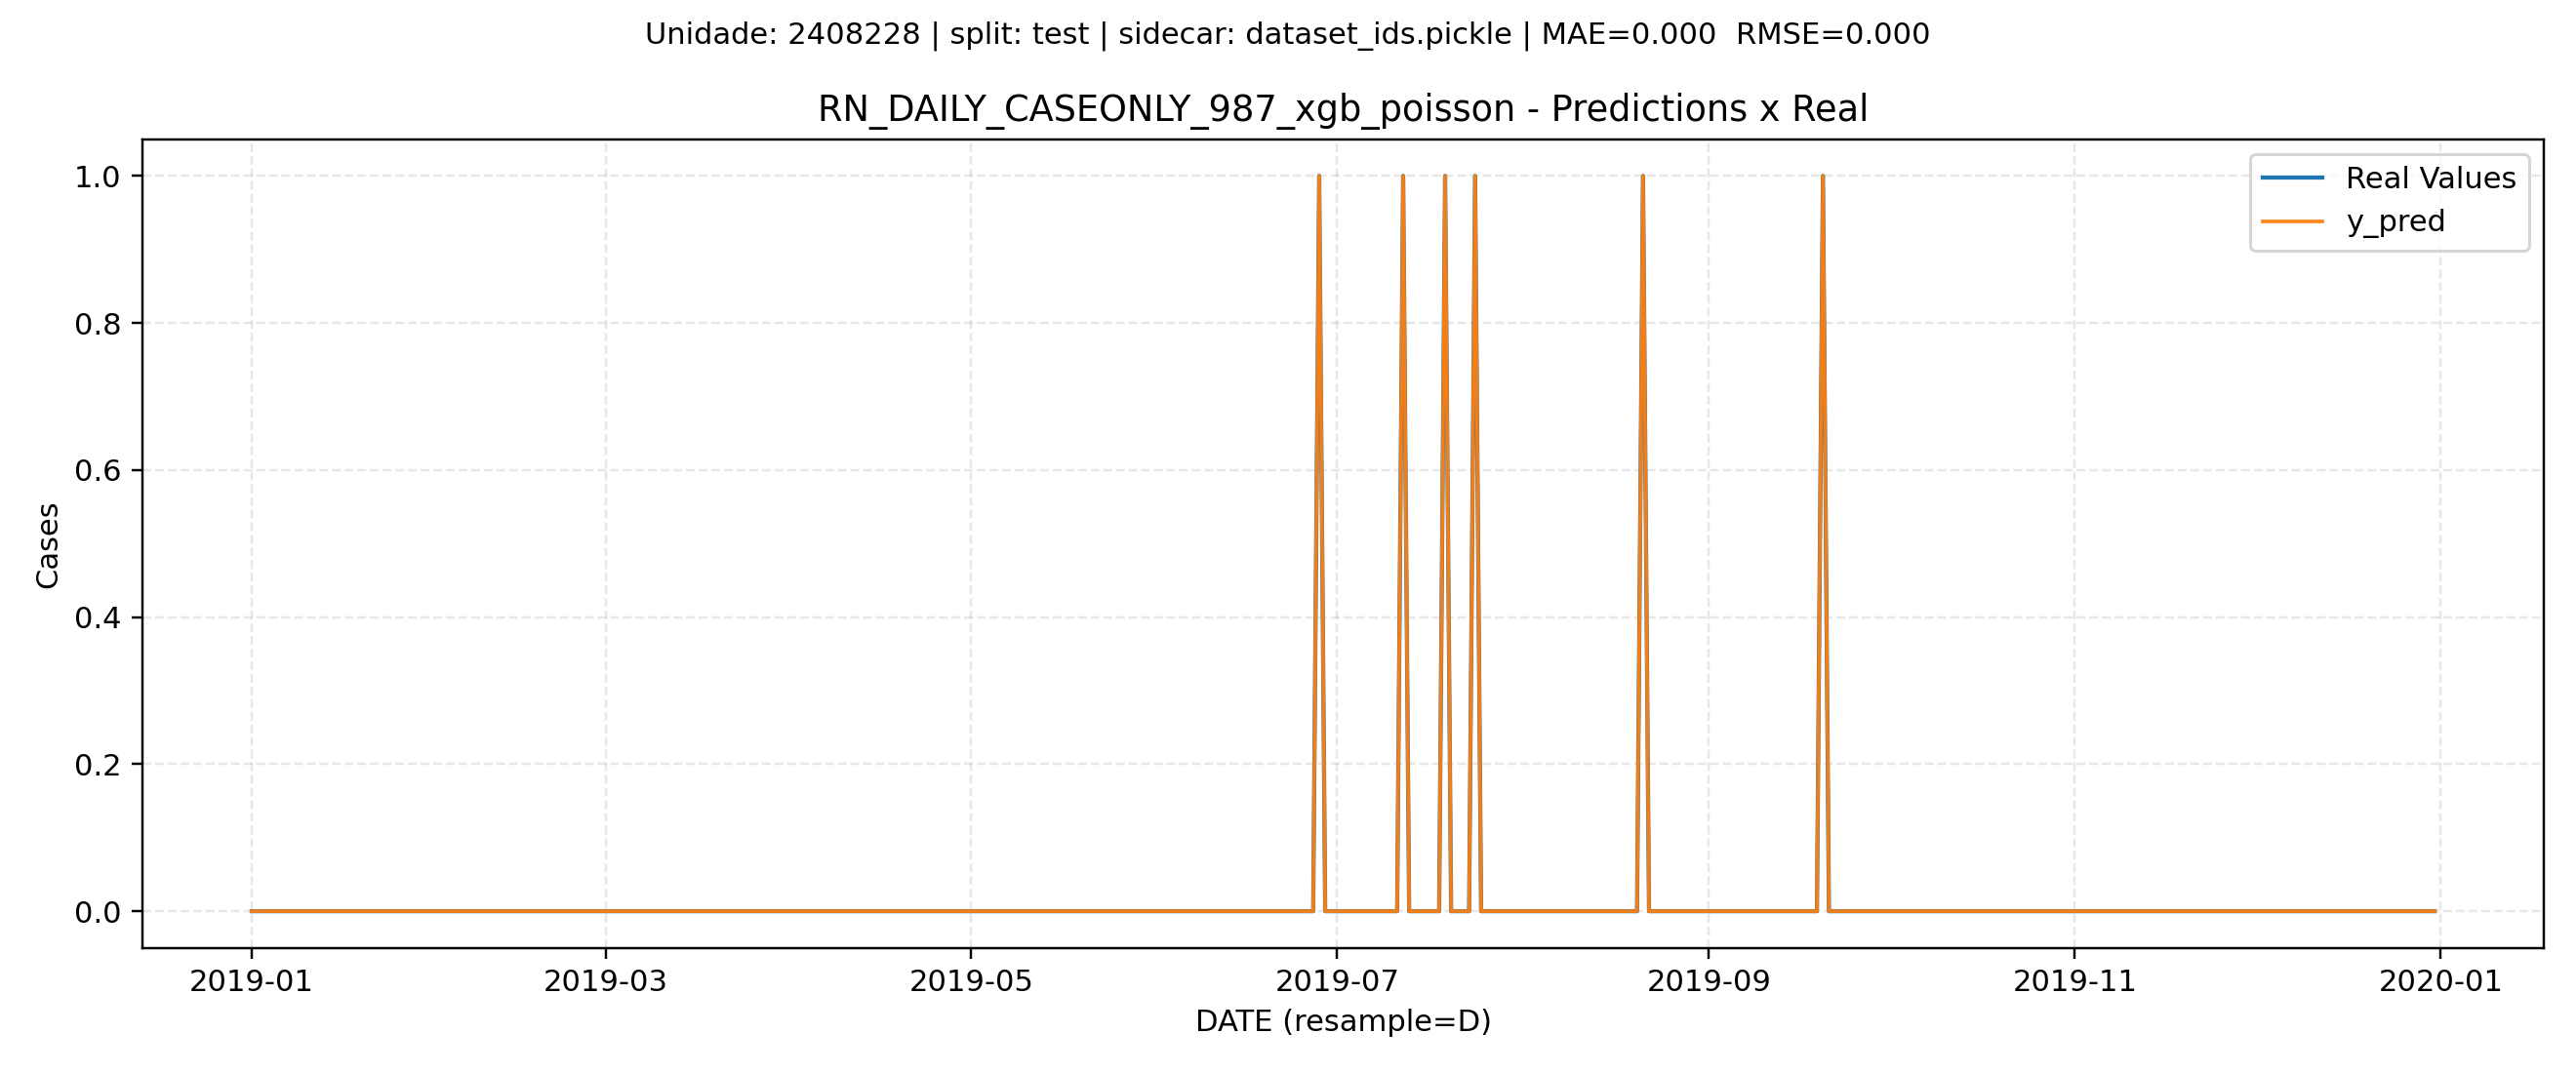 Unidade: 2408228 | split: test | sidecar: dataset_ids.pickle | MAE=0.000  RMSE=0.000
RN_DAILY_CASEONLY_987_xgb_poisson - Predictions x Real
Real Values
y_pred
1.0
0.8
0.6
0.4
0.2
0.0
Cases
2019-01
2019-03
2019-05
2019-07
2019-09
2019-11
2020-01
DATE (resample=D)